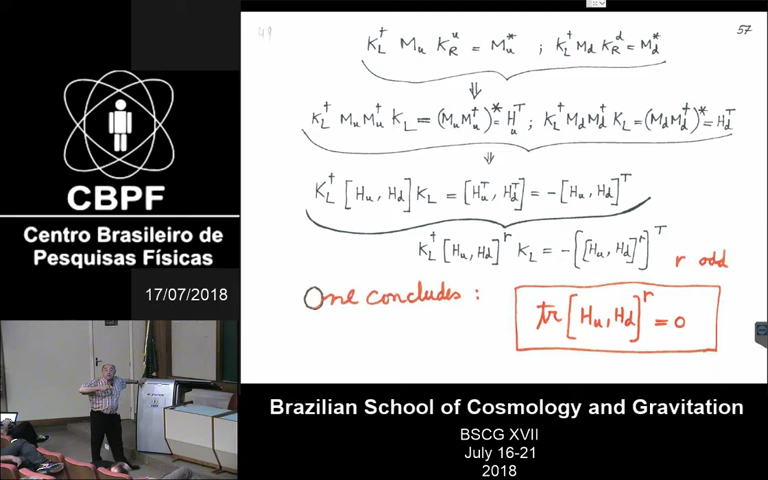 49
57
K_L^† M_u K_R^u = M_u^* ; K_L^† M_d K_R^d = M_d^*
⇓
K_L^† M_u M_u^† K_L = (M_u M_u^†)^* = H_u^T ; K_L^† M_d M_d^† K_L = (M_d M_d^†)^* = H_d^T
⇓
K_L^† [H_u, H_d] K_L = [H_u^T, H_d^T] = -[H_u, H_d]^T
K_L^† [H_u, H_d]^r K_L = -([H_u, H_d]^r)^T r odd
One concludes :
tr [H_u, H_d]^r = 0
CBPF
Centro Brasileiro de
Pesquisas Físicas
17/07/2018
Brazilian School of Cosmology and Gravitation
BSCG XVII
July 16-21
2018